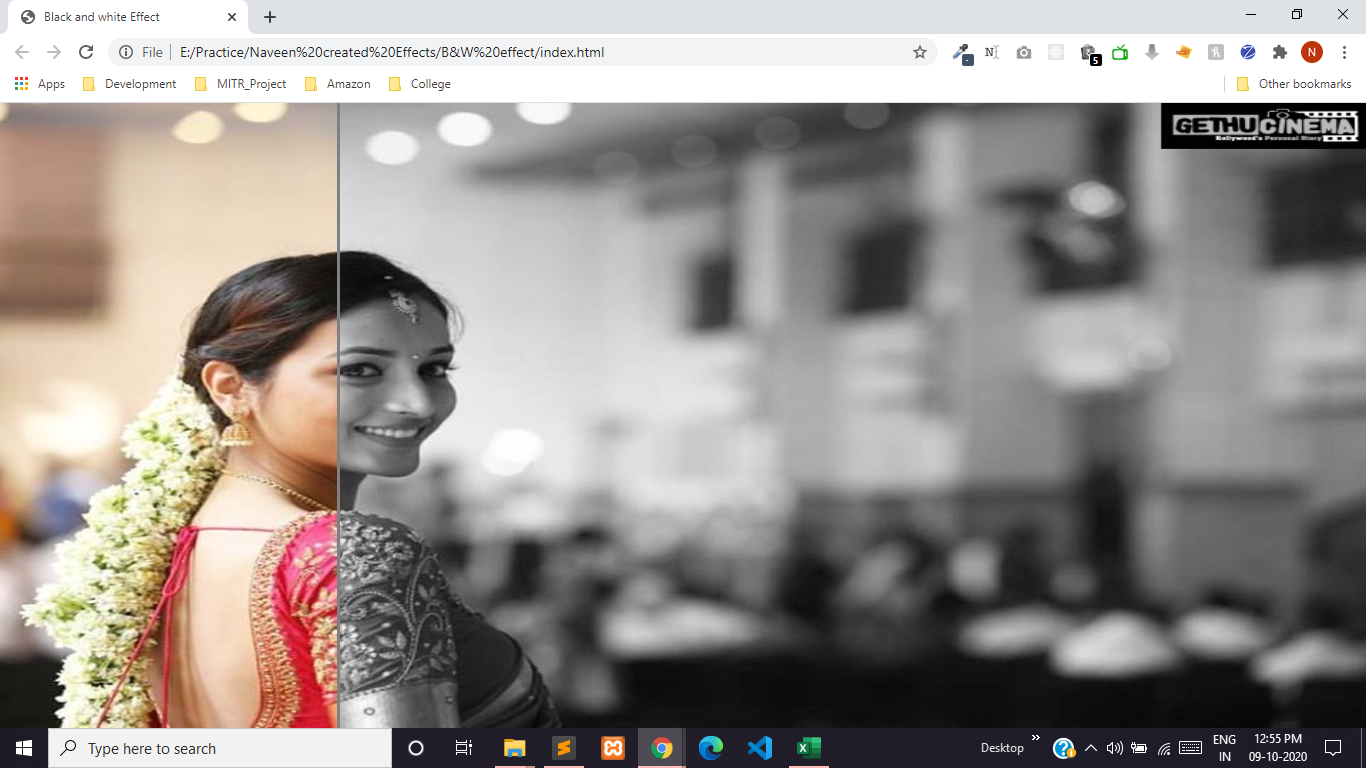 Black and white Effect
File
E:/Practice/Naveen%20created%20Effects/B&W%20effect/index.html
5
N
Apps
Development
MITR_Project
Amazon
College
Other bookmarks
GETHU CINEMA
Kollywood's Personal Diary
Type here to search
Desktop
ENG
IN
12:55 PM
09-10-2020